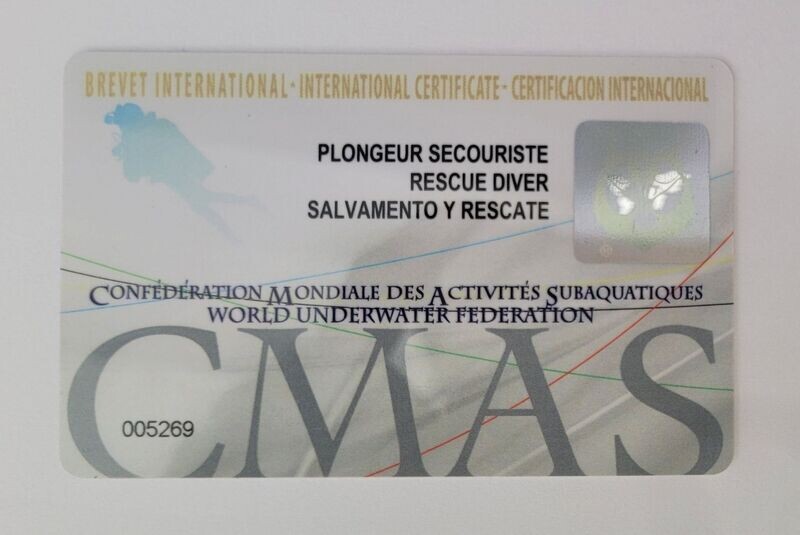 BREVET INTERNATIONAL - INTERNATIONAL CERTIFICATE - CERTIFICACION INTERNACIONAL
PLONGEUR SECOURISTE
RESCUE DIVER
SALVAMENTO Y RESCATE
CONFÉDÉRATION MONDIALE DES ACTIVITÉS SUBAQUATIQUES
WORLD UNDERWATER FEDERATION
CMAS
005269